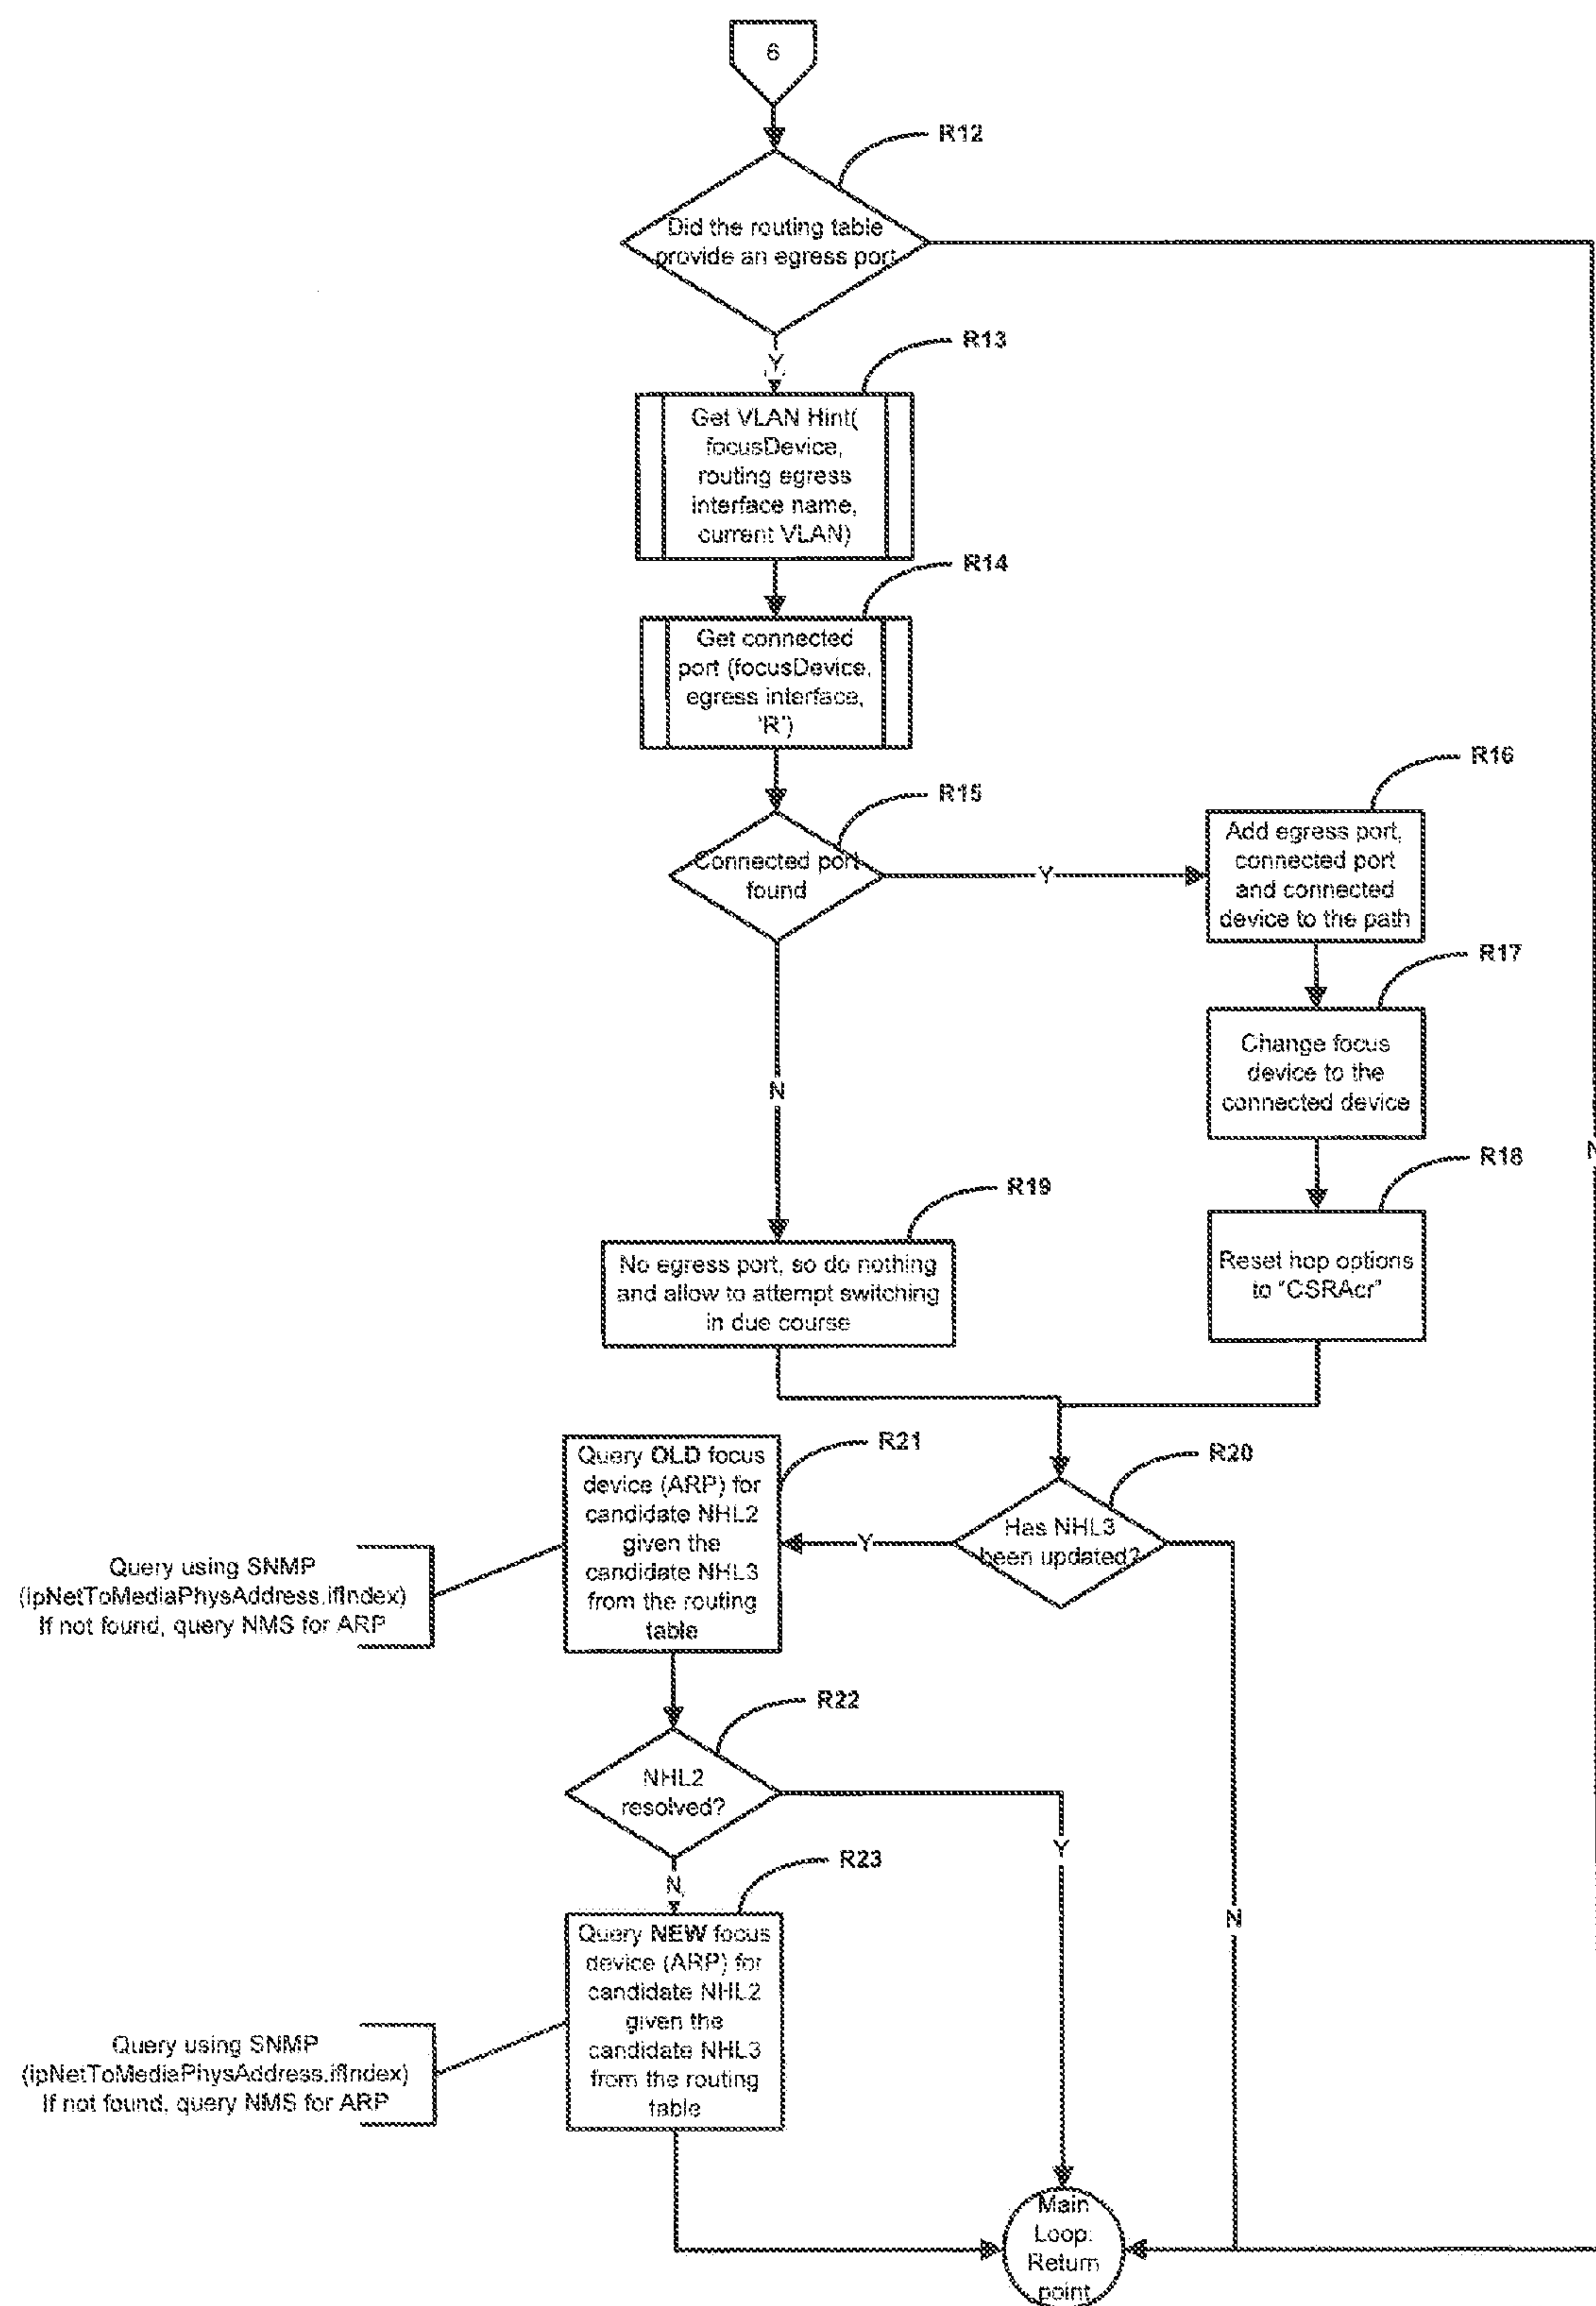 6
R12
Did the routing table
provide an egress port
Y
R13
Get VLAN Hint(
focusDevice,
routing egress
interface name,
current VLAN)
R14
Get connected
port (focusDevice,
egress interface,
'R')
R15
Connected port
found
Y
R16
Add egress port,
connected port
and connected
device to the path
R17
Change focus
device to the
connected device
N
N
R18
Reset hop options
to "CSRAcr"
R19
No egress port, so do nothing
and allow to attempt switching
in due course
R20
Has NHL3
been updated?
Y
R21
Query OLD focus
device (ARP) for
candidate NHL2
given the
candidate NHL3
from the routing
table
Query using SNMP
(ipNetToMediaPhysAddress.ifIndex)
If not found, query NMS for ARP
R22
NHL2
resolved?
Y
N
N
R23
Query NEW focus
device (ARP) for
candidate NHL2
given the
candidate NHL3
from the routing
table
Query using SNMP
(ipNetToMediaPhysAddress.ifIndex)
If not found, query NMS for ARP
Main
Loop:
Return
point